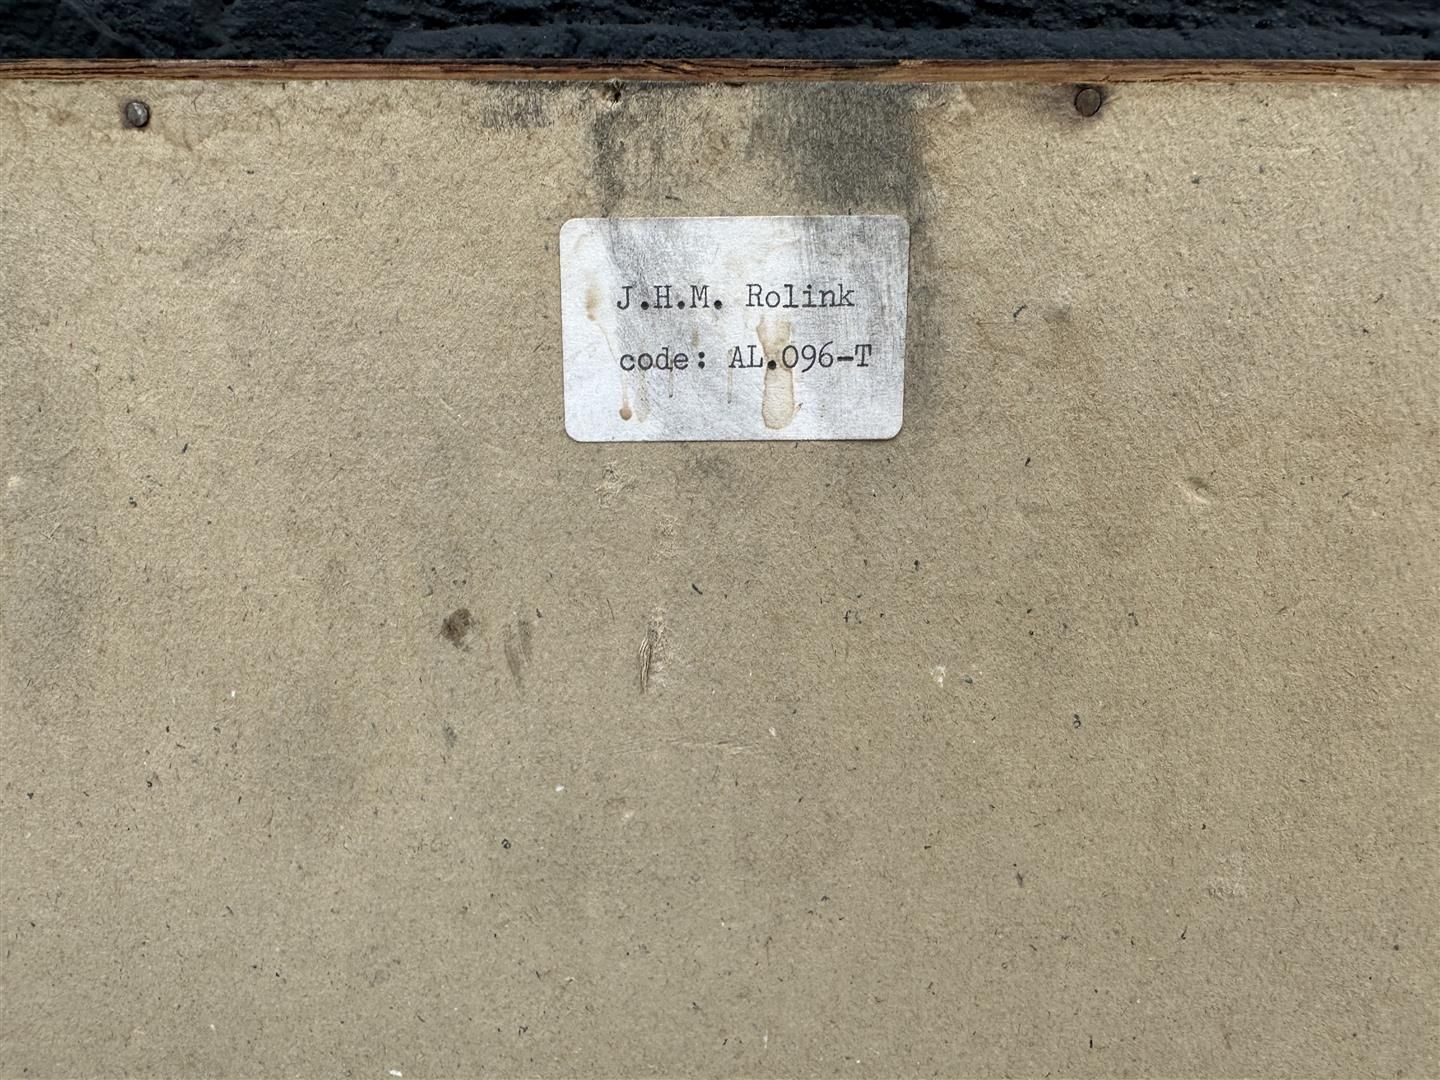 J.H.M. Rolink
code: AL.096-T